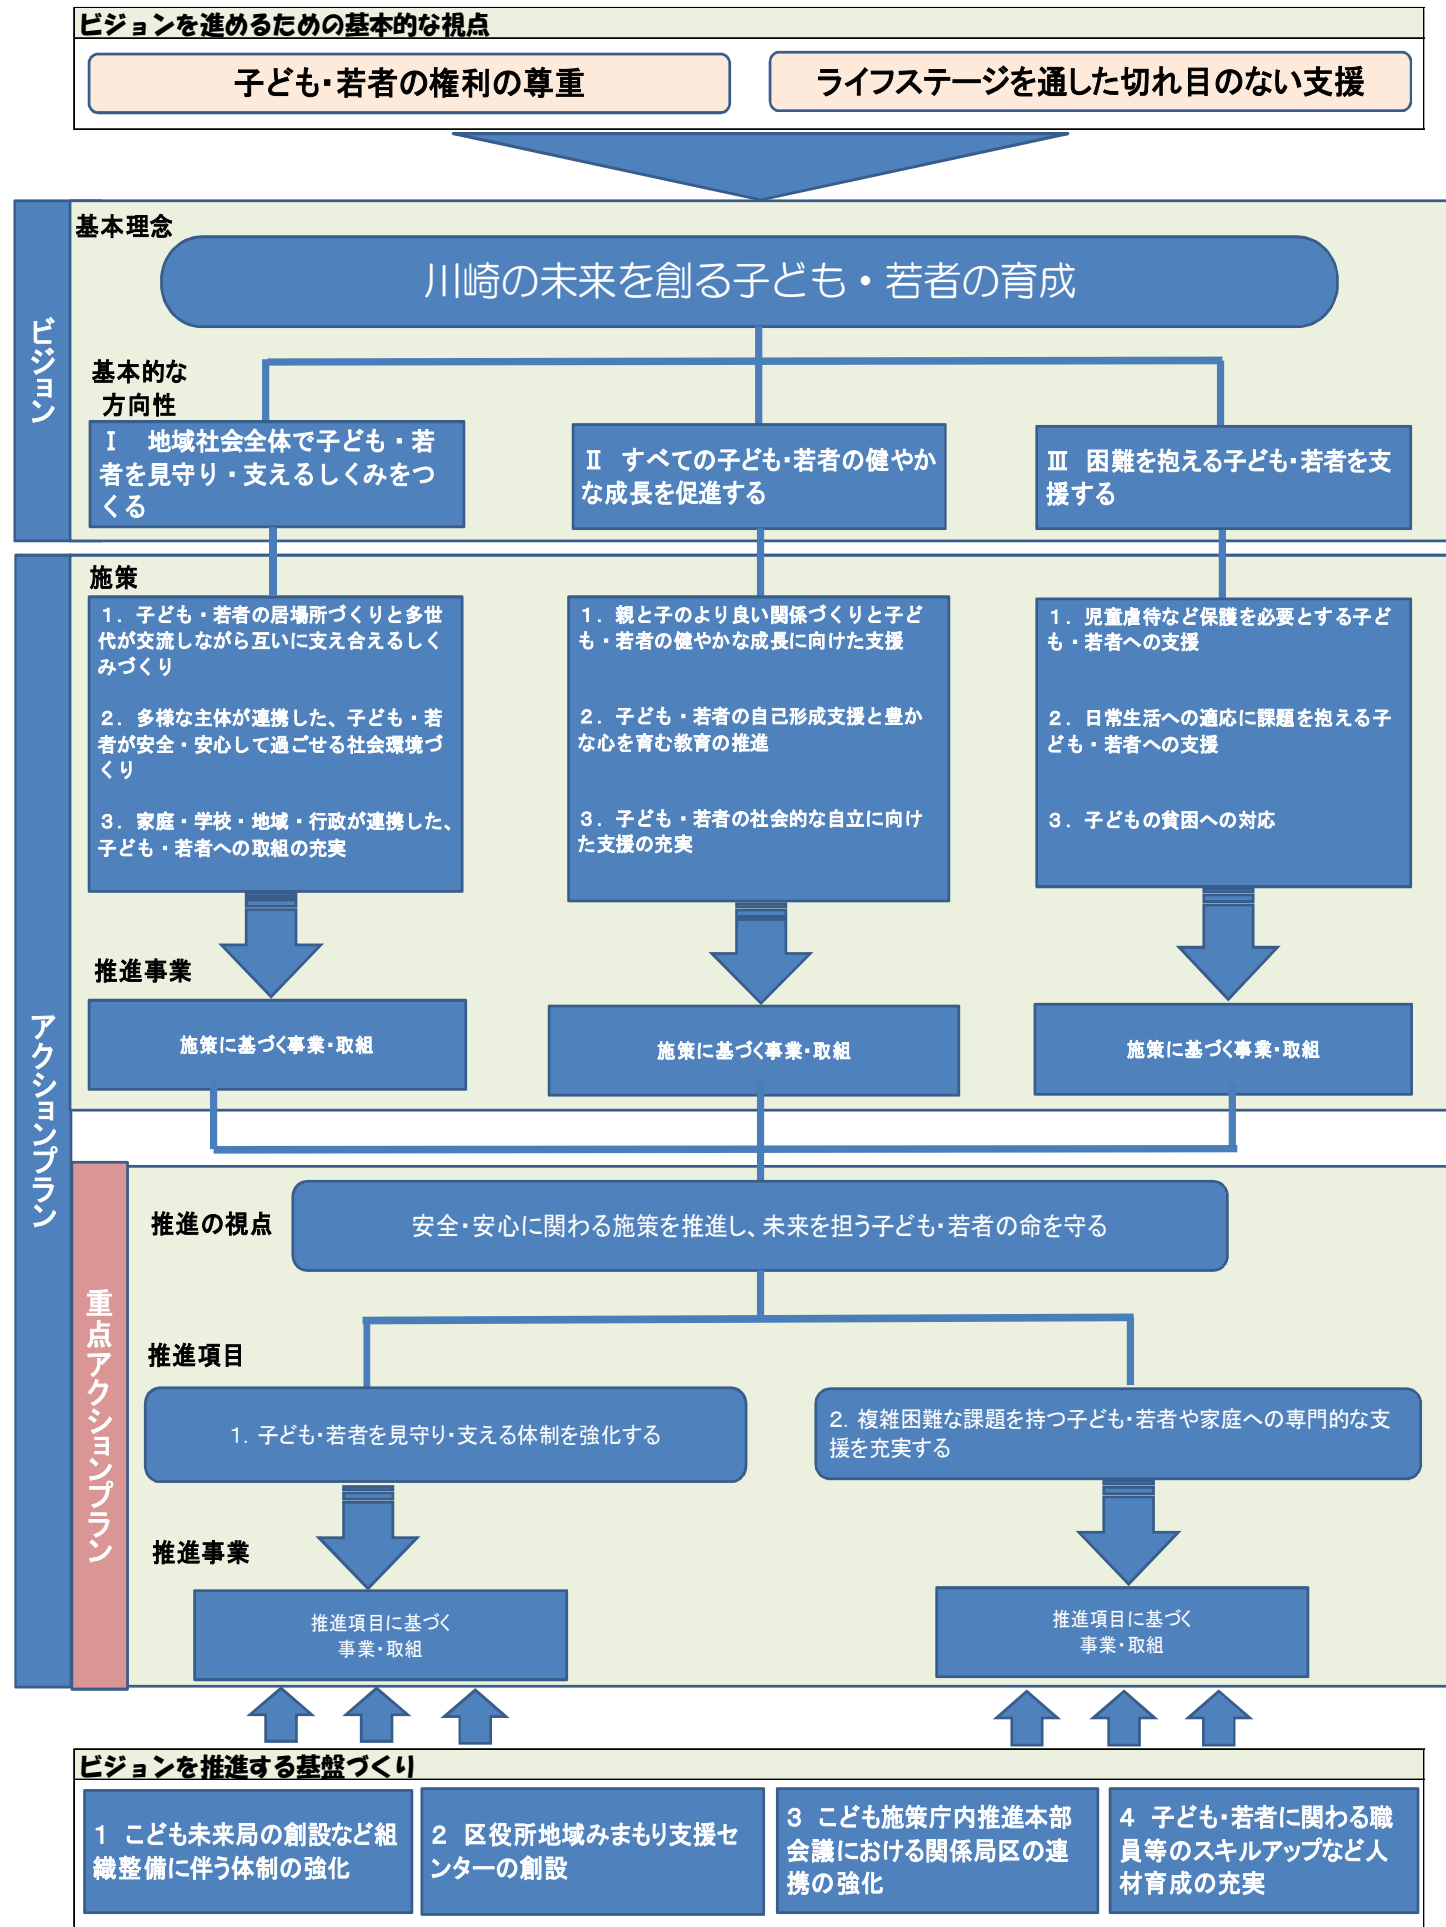 ビジョンを進めるための基本的な視点
子ども・若者の権利の尊重
ライフステージを通した切れ目のない支援
ビジョン
基本理念
川崎の未来を創る子ども・若者の育成
基本的な
方向性
Ⅰ　地域社会全体で子ども・若
者を見守り・支えるしくみをつ
くる
Ⅱ　すべての子ども・若者の健やか
な成長を促進する
Ⅲ　困難を抱える子ども・若者を支
援する
アクションプラン
施策
１．子ども・若者の居場所づくりと多世
代が交流しながら互いに支え合えるしく
みづくり
２．多様な主体が連携した、子ども・若
者が安全・安心して過ごせる社会環境づ
くり
３．家庭・学校・地域・行政が連携した、
子ども・若者への取組の充実
１．親と子のより良い関係づくりと子ど
も・若者の健やかな成長に向けた支援
２．子ども・若者の自己形成支援と豊か
な心を育む教育の推進
３．子ども・若者の社会的な自立に向け
た支援の充実
１．児童虐待など保護を必要とする子ど
も・若者への支援
２．日常生活への適応に課題を抱える子
ども・若者への支援
３．子どもの貧困への対応
推進事業
施策に基づく事業・取組
施策に基づく事業・取組
施策に基づく事業・取組
重点アクションプラン
推進の視点
安全・安心に関わる施策を推進し、未来を担う子ども・若者の命を守る
推進項目
１．子ども・若者を見守り・支える体制を強化する
２．複雑困難な課題を持つ子ども・若者や家庭への専門的な支
援を充実する
推進事業
推進項目に基づく
事業・取組
推進項目に基づく
事業・取組
ビジョンを推進する基盤づくり
１　こども未来局の創設など組
織整備に伴う体制の強化
２　区役所地域みまもり支援セ
ンターの創設
３　こども施策庁内推進本部
会議における関係局区の連
携の強化
４　子ども・若者に関わる職
員等のスキルアップなど人
材育成の充実